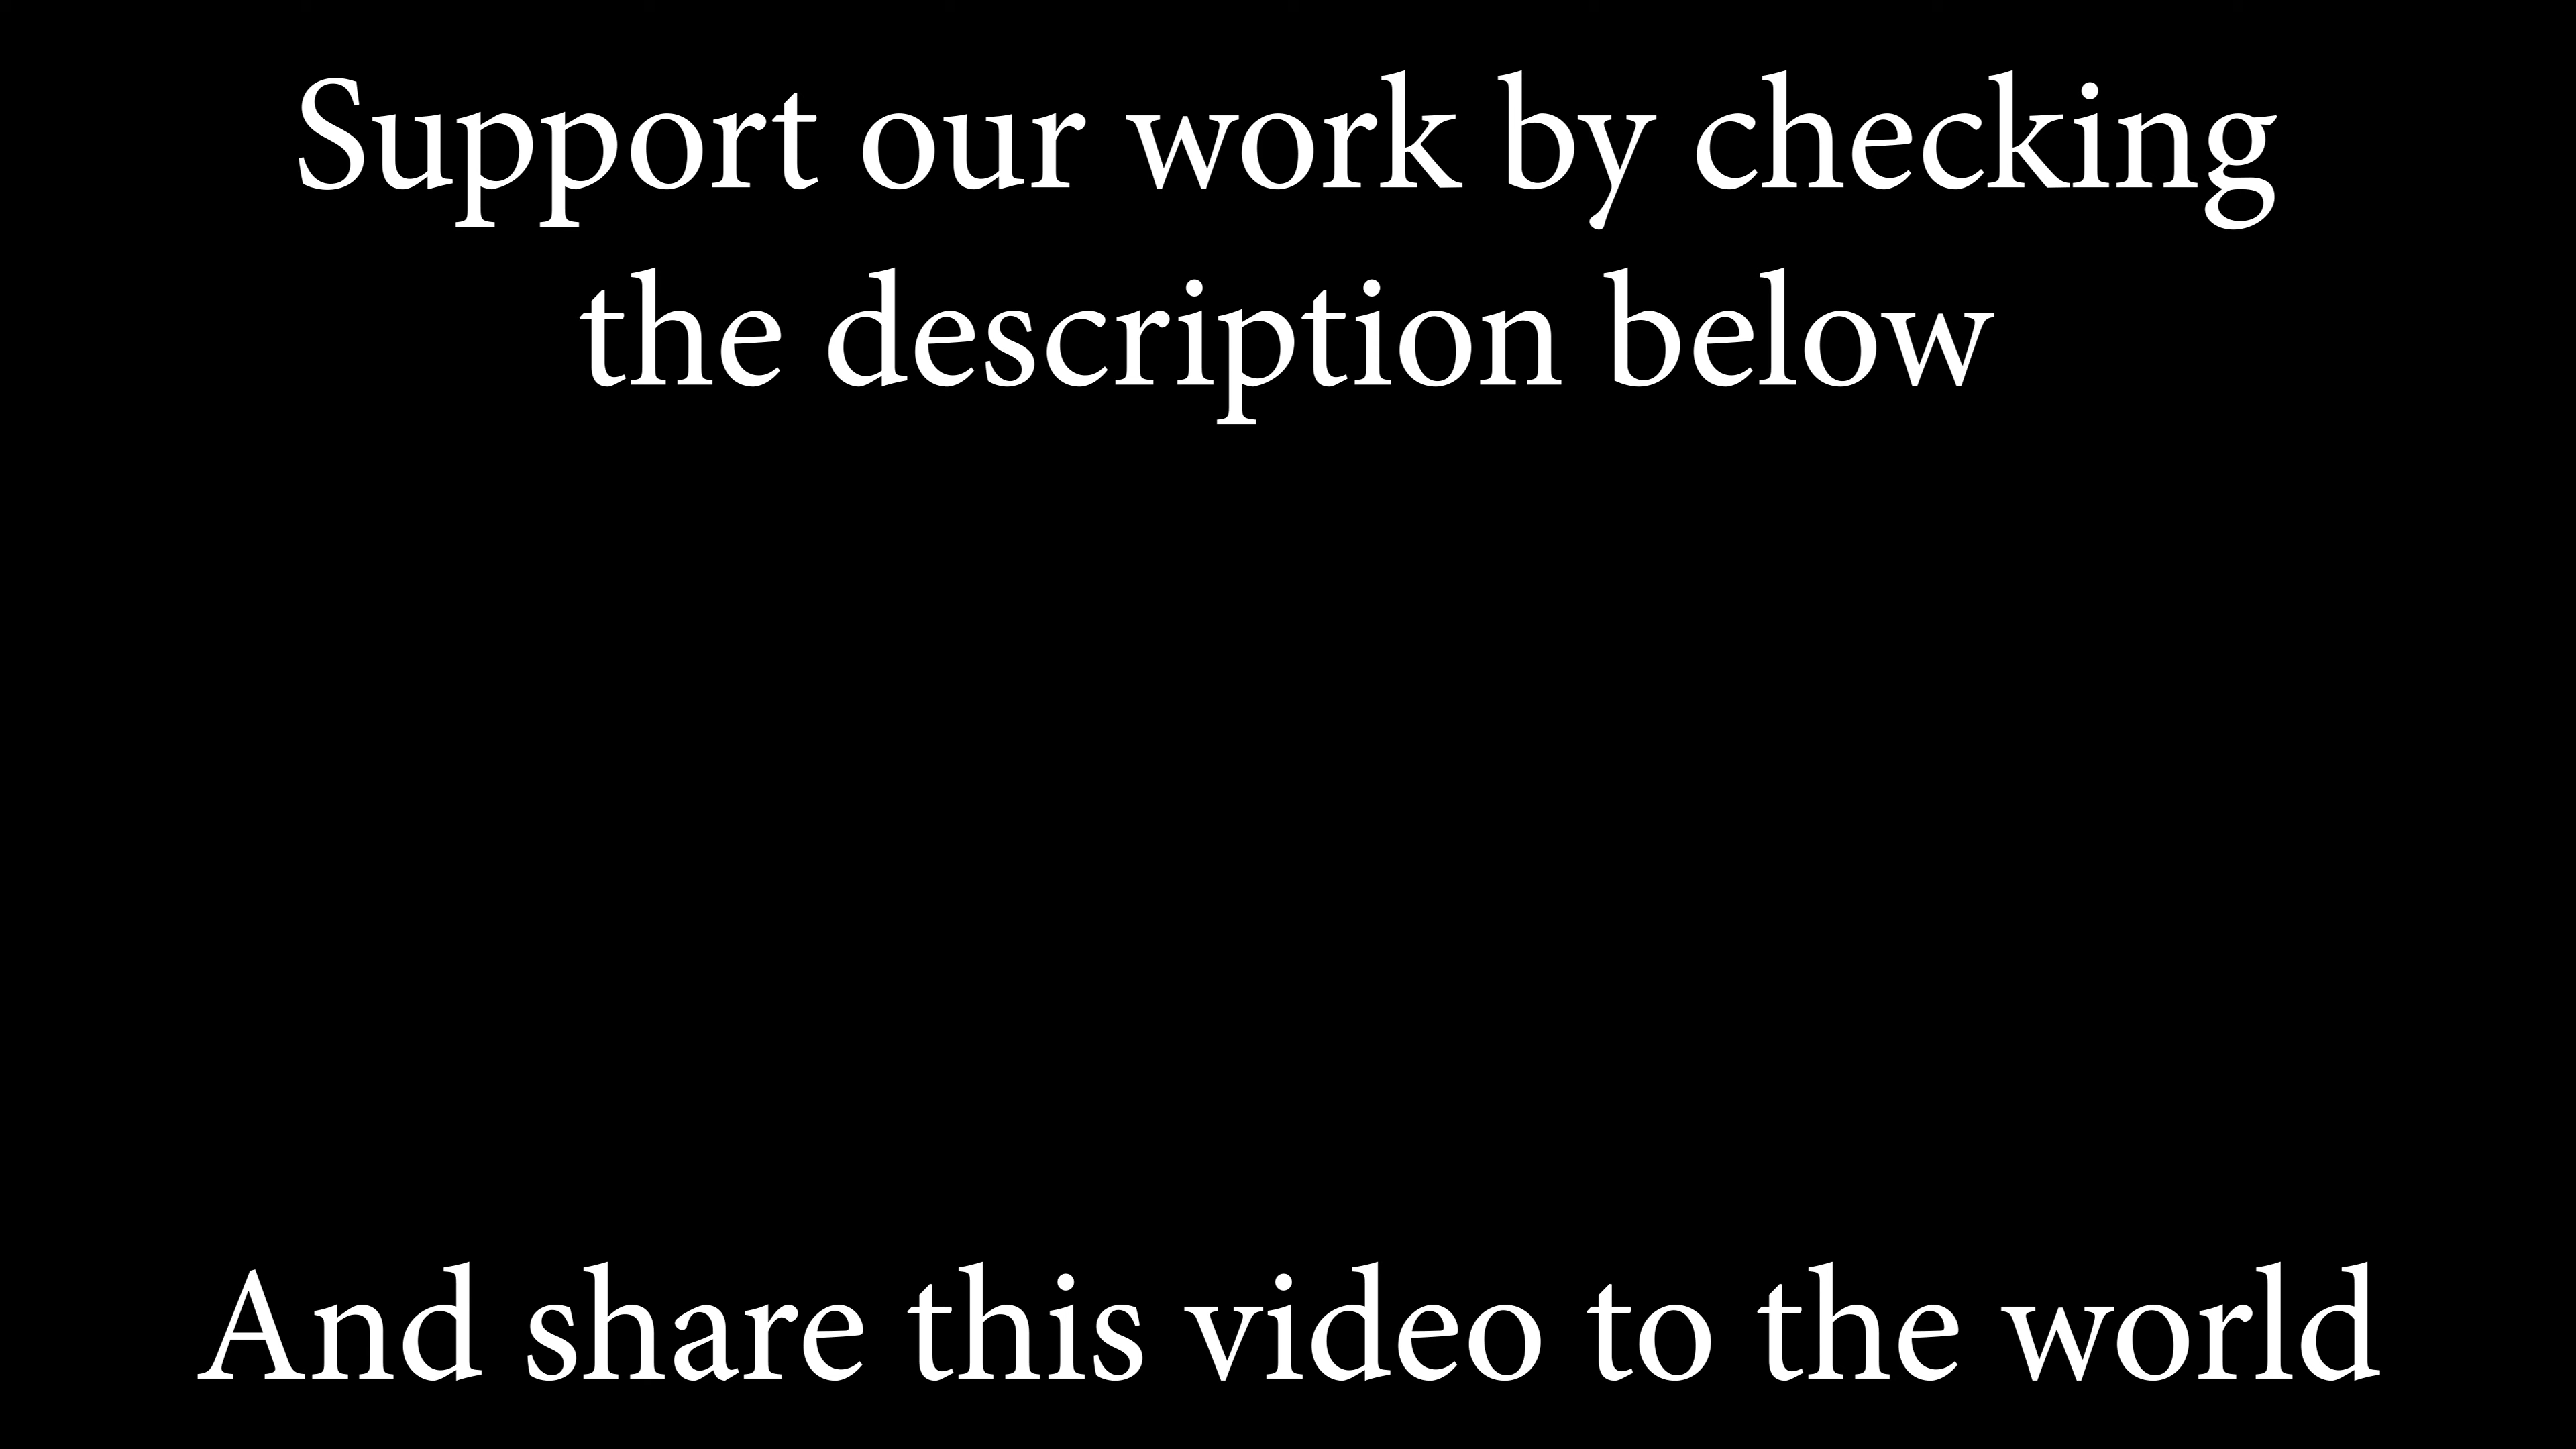 Support our work by checking
the description below
And share this video to the world